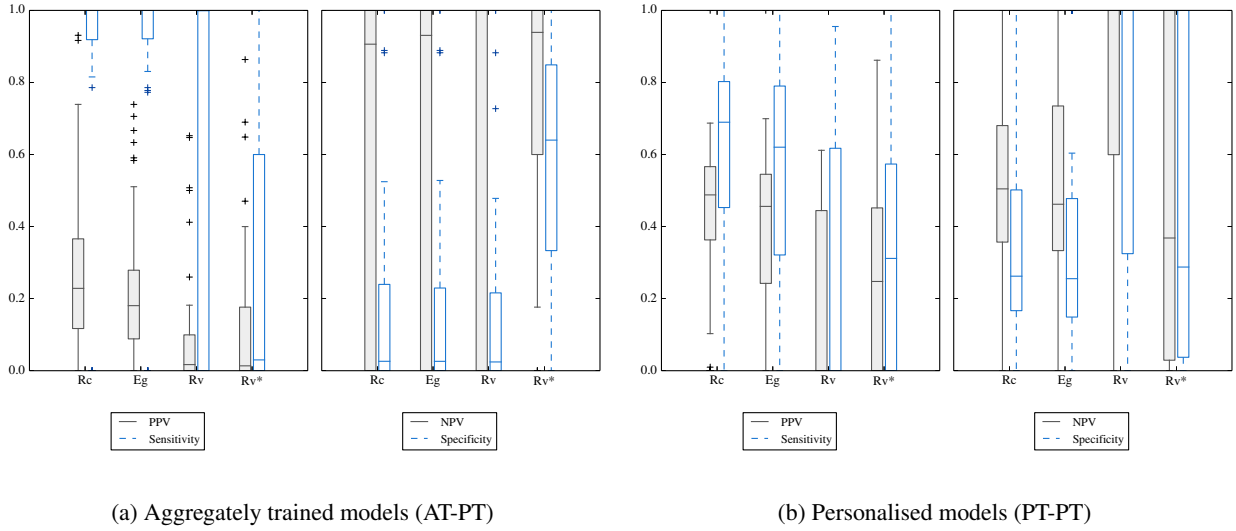 1.0
0.8
0.6
0.4
0.2
0.0
Rc Eg Rv Rv*
PPV
Sensitivity
Rc Eg Rv Rv*
NPV
Specificity
(a) Aggregately trained models (AT-PT)
1.0
0.8
0.6
0.4
0.2
0.0
Rc Eg Rv Rv*
PPV
Sensitivity
Rc Eg Rv Rv*
NPV
Specificity
(b) Personalised models (PT-PT)